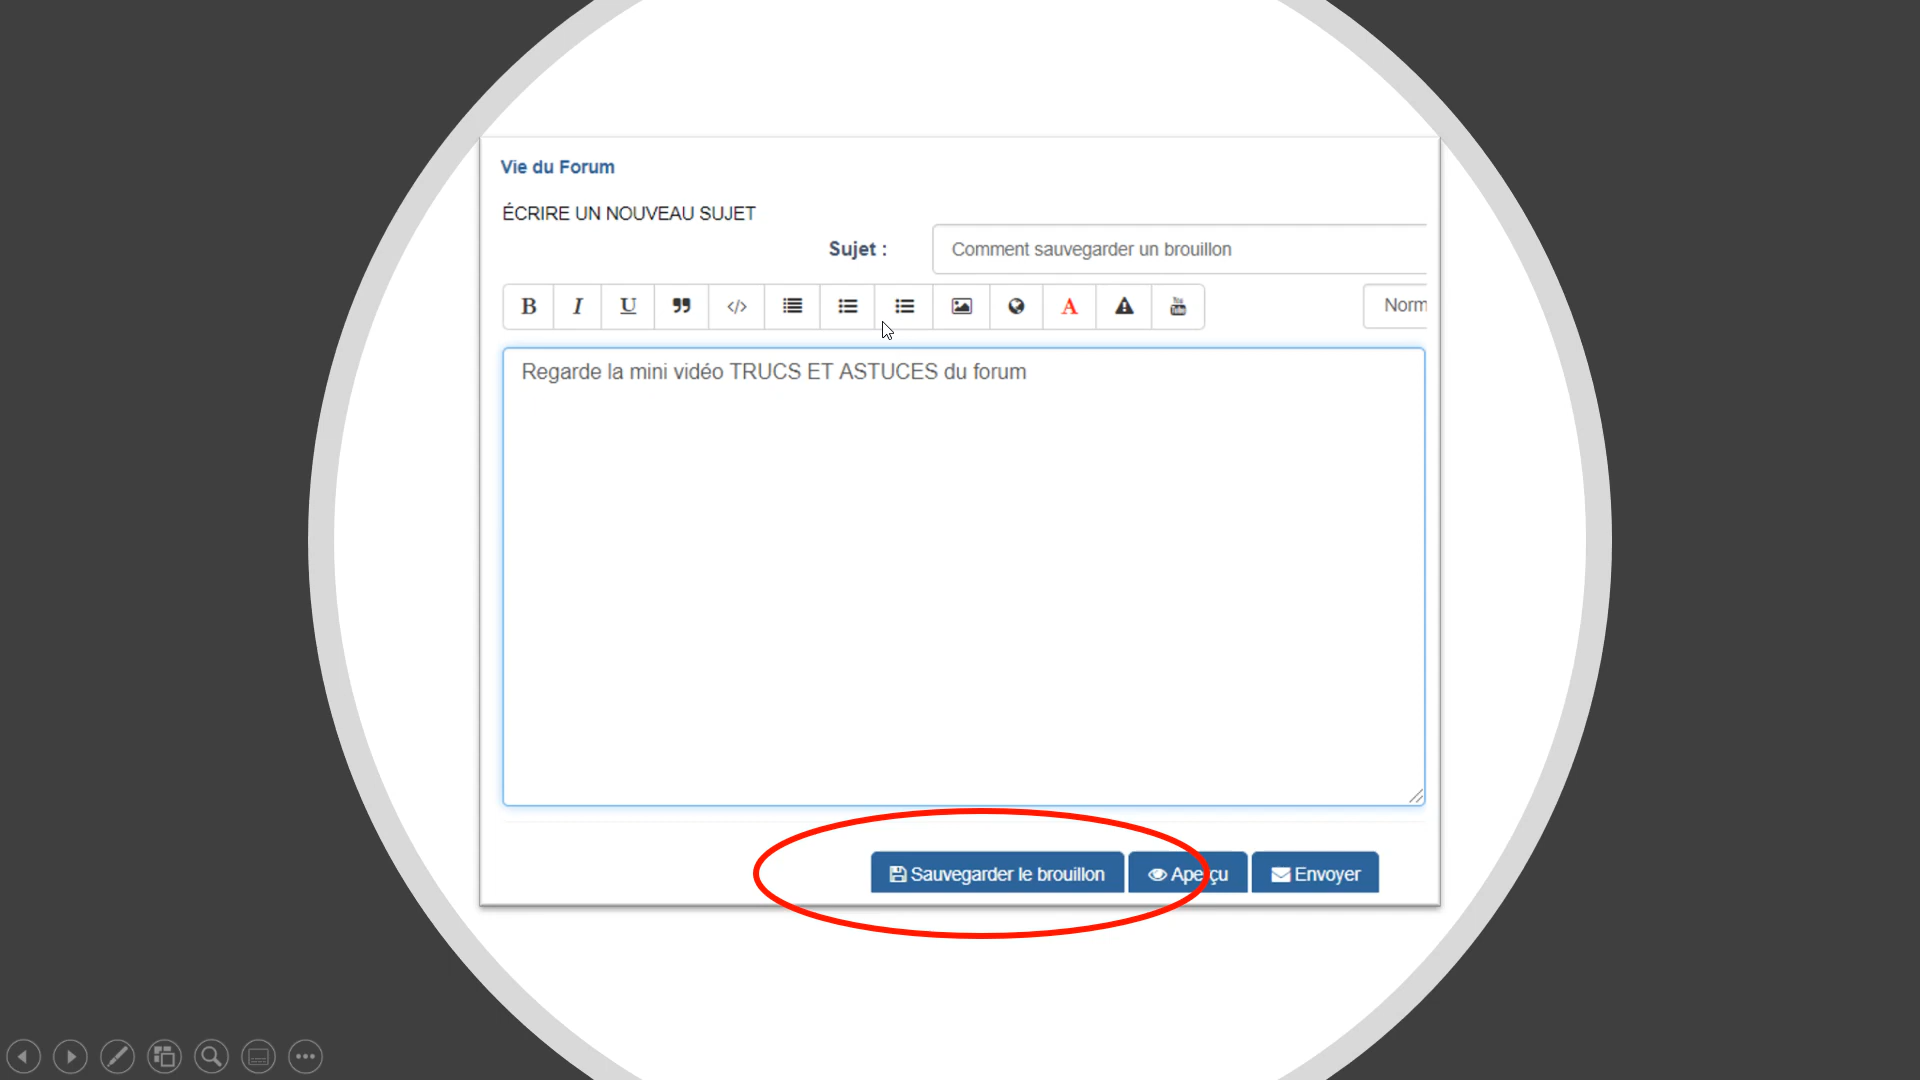 Vie du Forum
ÉCRIRE UN NOUVEAU SUJET
Sujet : Comment sauvegarder un brouillon
B I U A Norm
Regarde la mini vidéo TRUCS ET ASTUCES du forum
Sauvegarder le brouillon Aperçu Envoyer